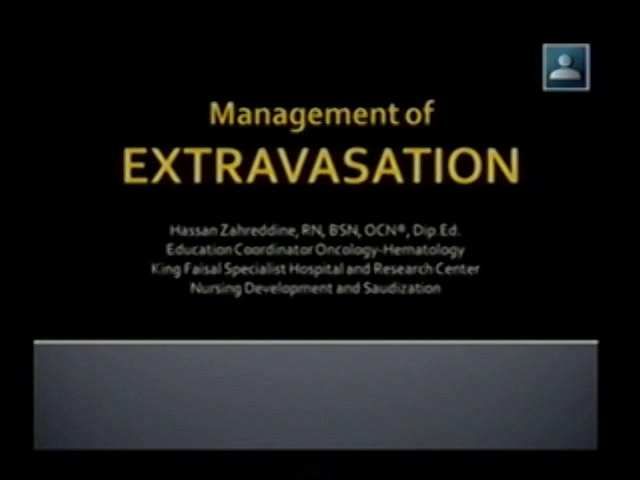 Management of
EXTRAVASATION
Hassan Zahreddine, RN, BSN, OCN®, Dip.Ed.
Education Coordinator Oncology-Hematology
King Faisal Specialist Hospital and Research Center
Nursing Development and Saudization